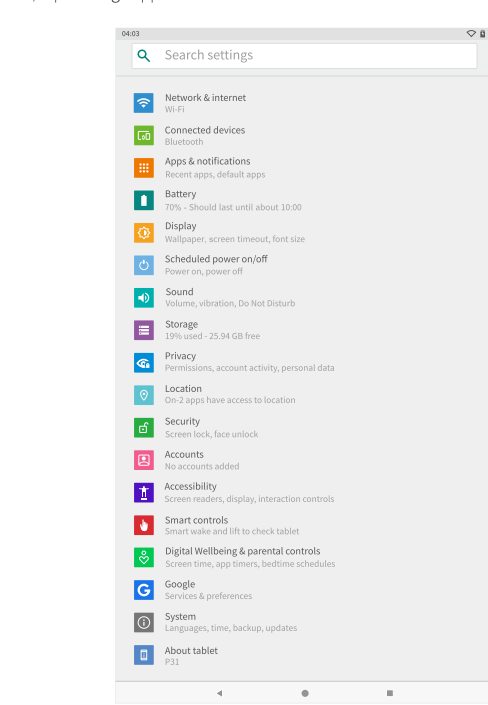 04:03
Search settings
Network & internet
Wi-Fi
Connected devices
Bluetooth
Apps & notifications
Recent apps, default apps
Battery
70% - Should last until about 10:00
Display
Wallpaper, screen timeout, font size
Scheduled power on/off
Power on, power off
Sound
Volume, vibration, Do Not Disturb
Storage
19% used - 25.94 GB free
Privacy
Permissions, account activity, personal data
Location
On-2 apps have access to location
Security
Screen lock, face unlock
Accounts
No accounts added
Accessibility
Screen readers, display, interaction controls
Smart controls
Smart wake and lift to check tablet
Digital Wellbeing & parental controls
Screen time, app timers, bedtime schedules
Google
Services & preferences
System
Languages, time, backup, updates
About tablet
P31